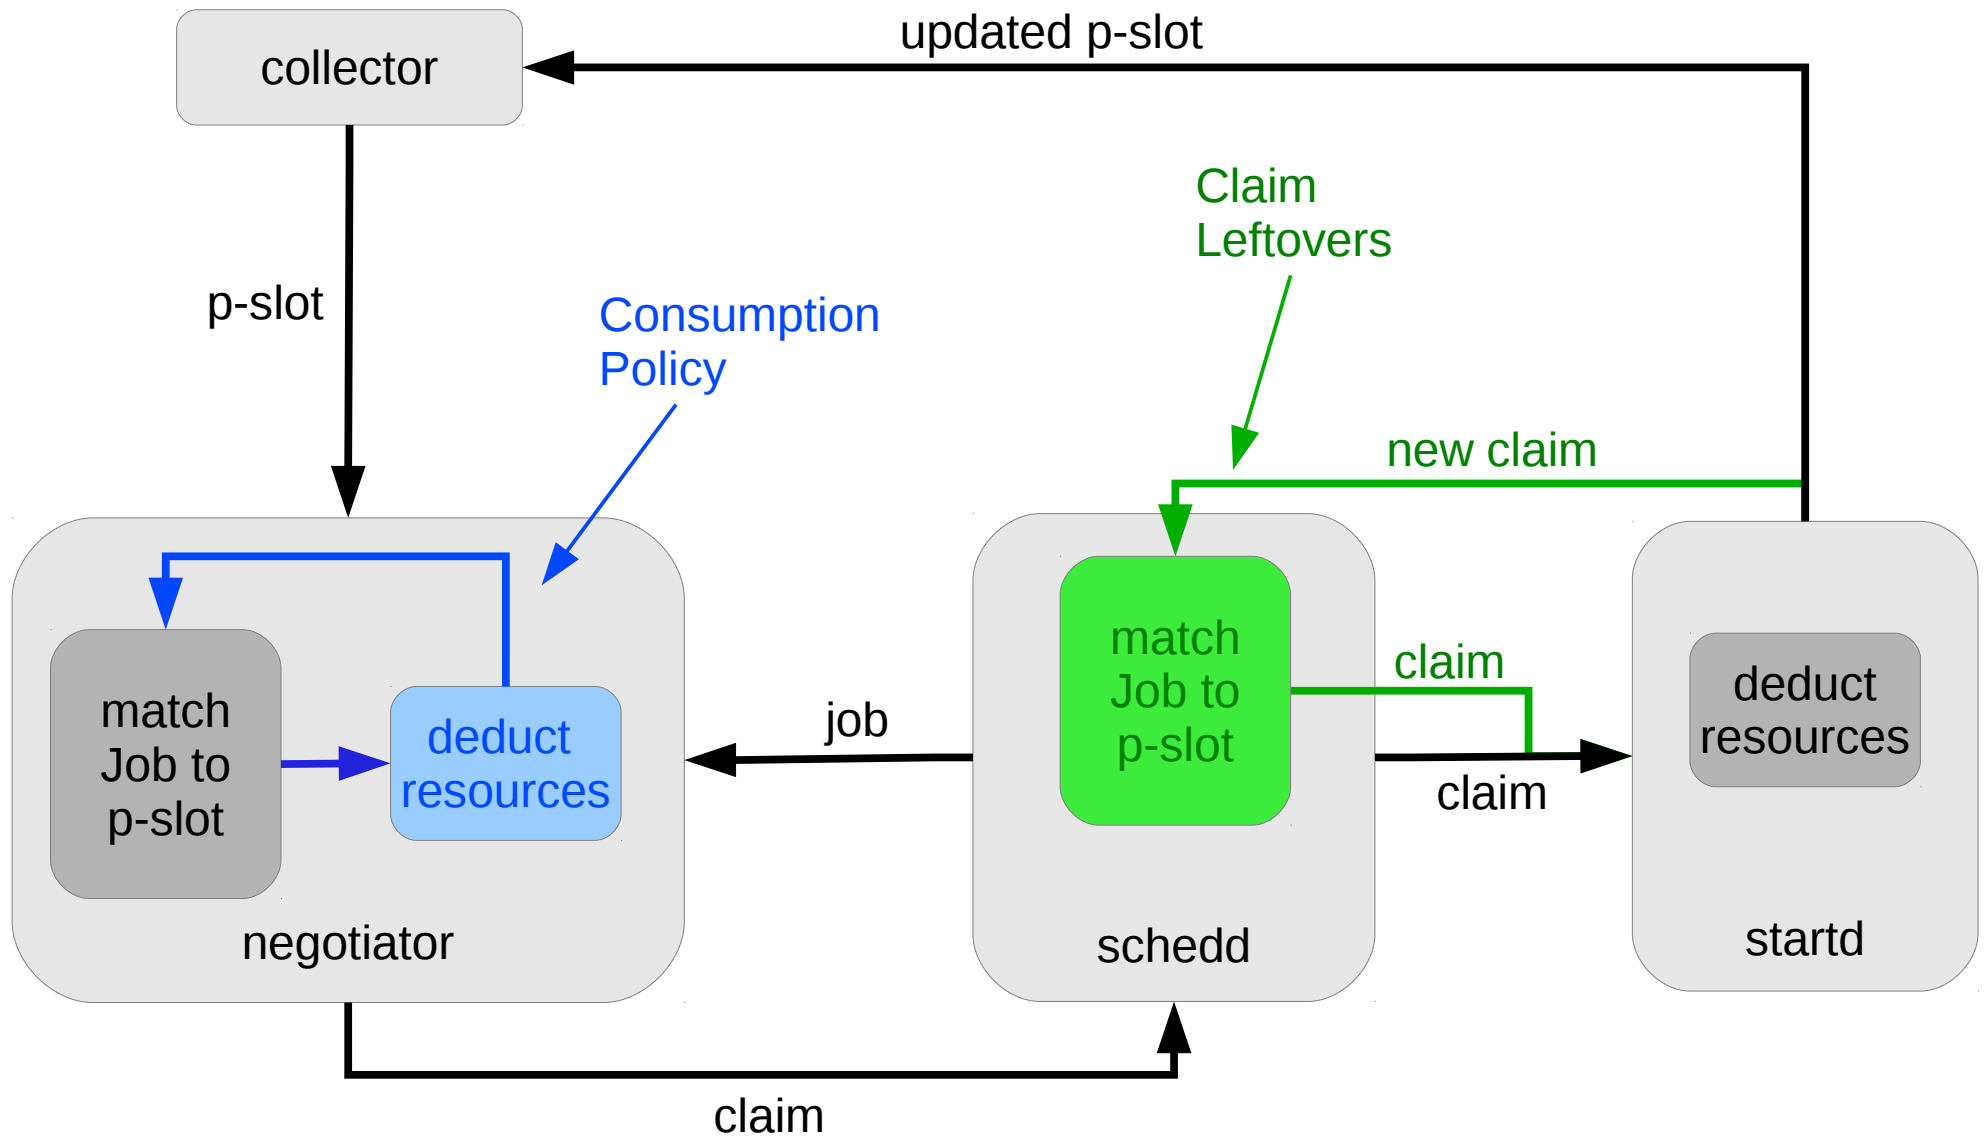 updated p-slot
collector
Claim
Leftovers
p-slot
Consumption
Policy
new claim
match
Job to
p-slot
deduct
resources
negotiator
job
match
Job to
p-slot
schedd
claim
claim
deduct
resources
startd
claim